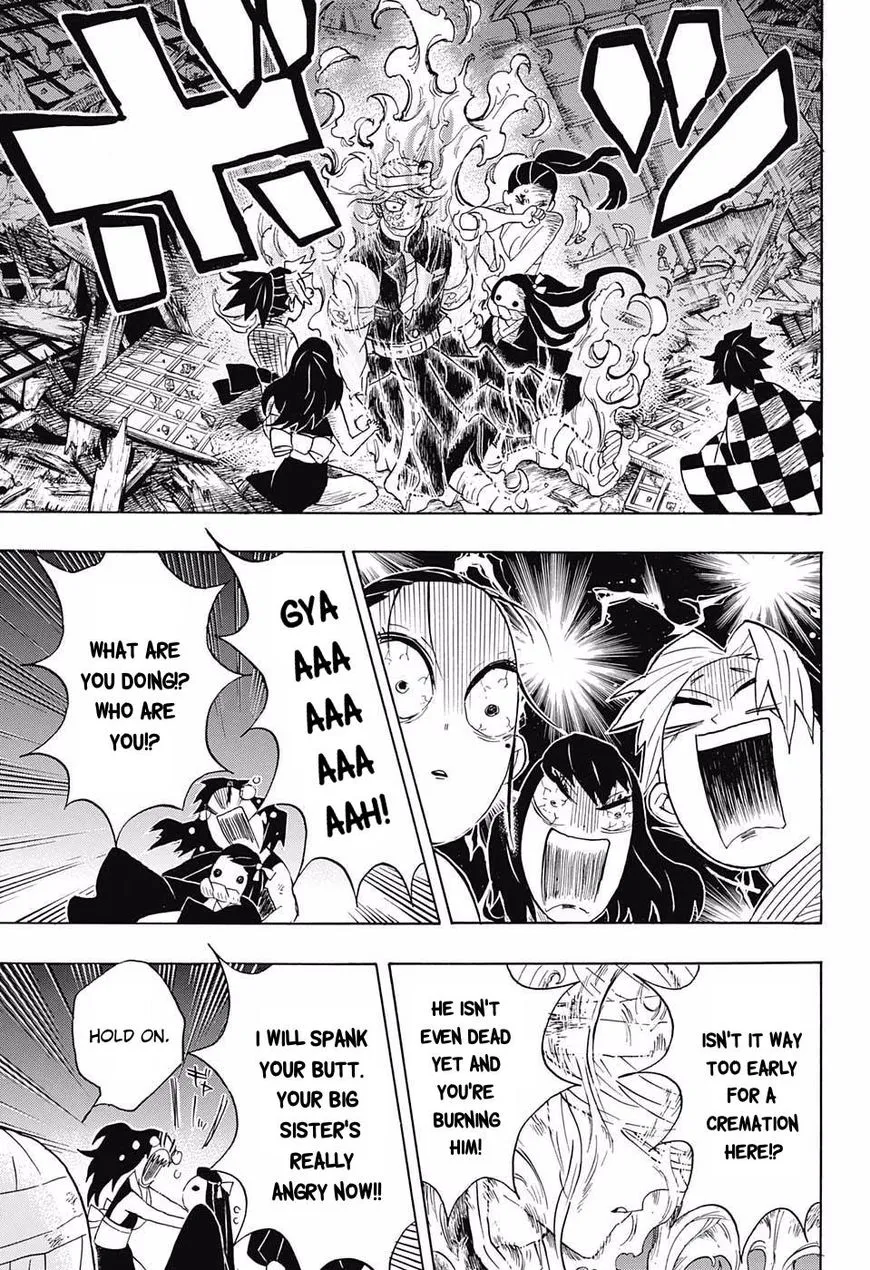 GYA
AAA
AAA
AAA
AAH!
WHAT ARE
YOU DOING!?
WHO ARE
YOU!?
ISN'T IT WAY
TOO EARLY
FOR A
CREMATION
HERE!?
HE ISN'T
EVEN DEAD
YET AND
YOU'RE
BURNING
HIM!
I WILL SPANK
YOUR BUTT.
YOUR BIG
SISTER'S
REALLY
ANGRY NOW!!
HOLD ON.